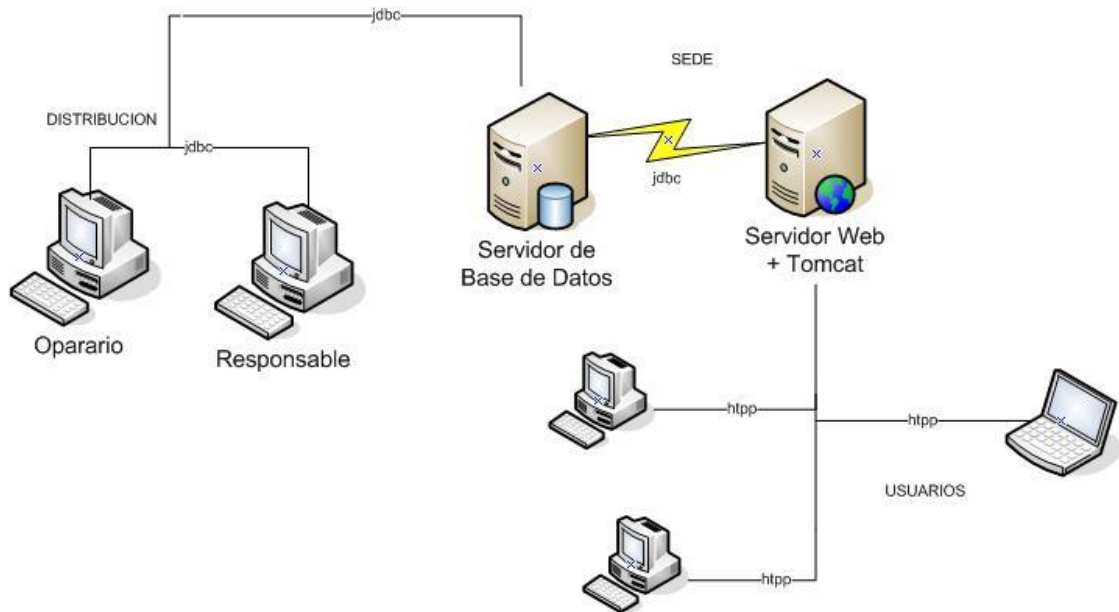 jdbc
SEDE
DISTRIBUCION
jdbc
jdbc
Servidor de
Base de Datos
Servidor Web
+ Tomcat
Oparario
Responsable
htpp
htpp
USUARIOS
htpp